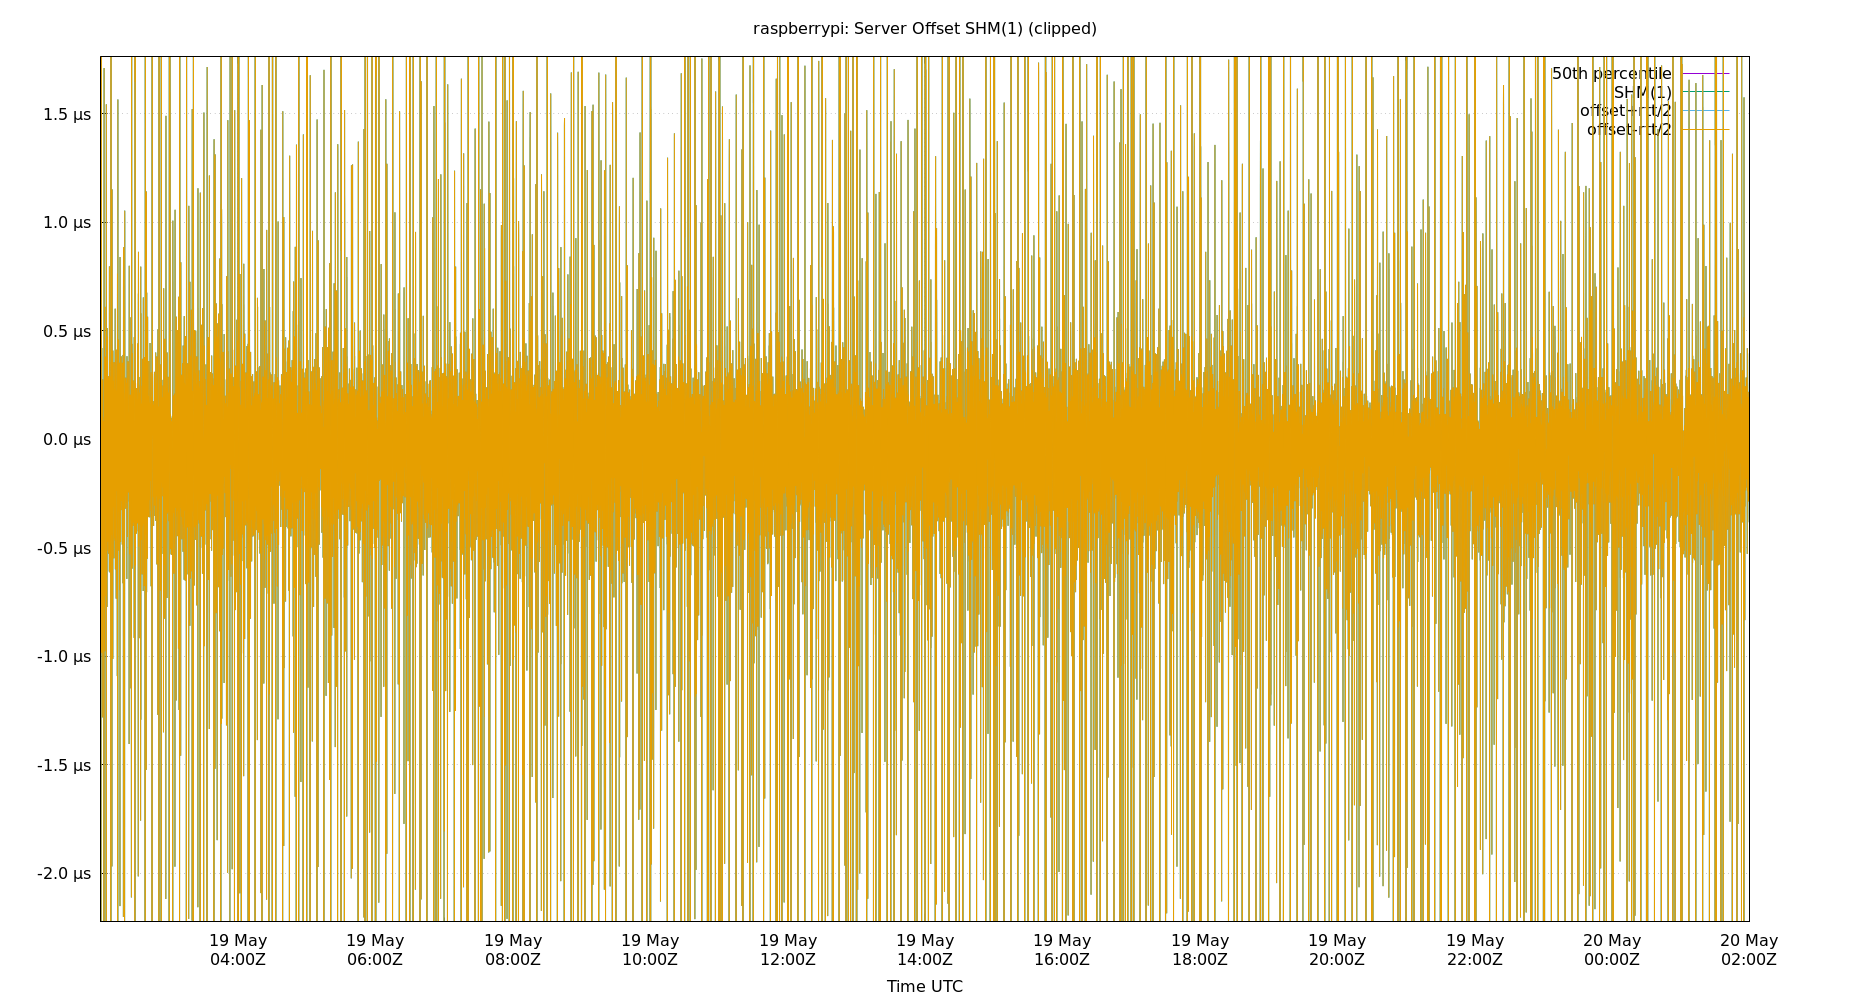 raspberrypi: Server Offset SHM(1) (clipped)
50th percentile
SHM(1)
offset+rtt/2
offset-rtt/2
1.5 µs
1.0 µs
0.5 µs
0.0 µs
-0.5 µs
-1.0 µs
-1.5 µs
-2.0 µs
19 May 19 May 19 May 19 May 19 May 19 May 19 May 19 May 19 May 19 May 20 May 20 May
04:00Z 06:00Z 08:00Z 10:00Z 12:00Z 14:00Z 16:00Z 18:00Z 20:00Z 22:00Z 00:00Z 02:00Z
Time UTC